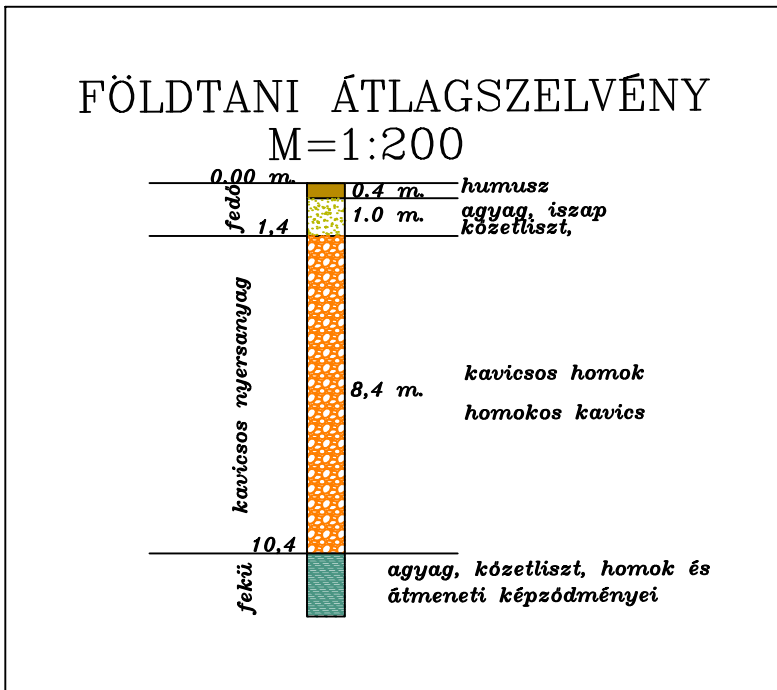 FÖLDTANI ÁTLAGSZELVÉNY
M=1:200
0.00 m.
fedő
0.4 m.
humusz
1.0 m.
agyag, iszap
kőzetliszt,
1,4
kavicsos nyersanyag
8,4 m.
kavicsos homok
homokos kavics
10,4
fekü
agyag, kőzetliszt, homok és
átmeneti képződményei